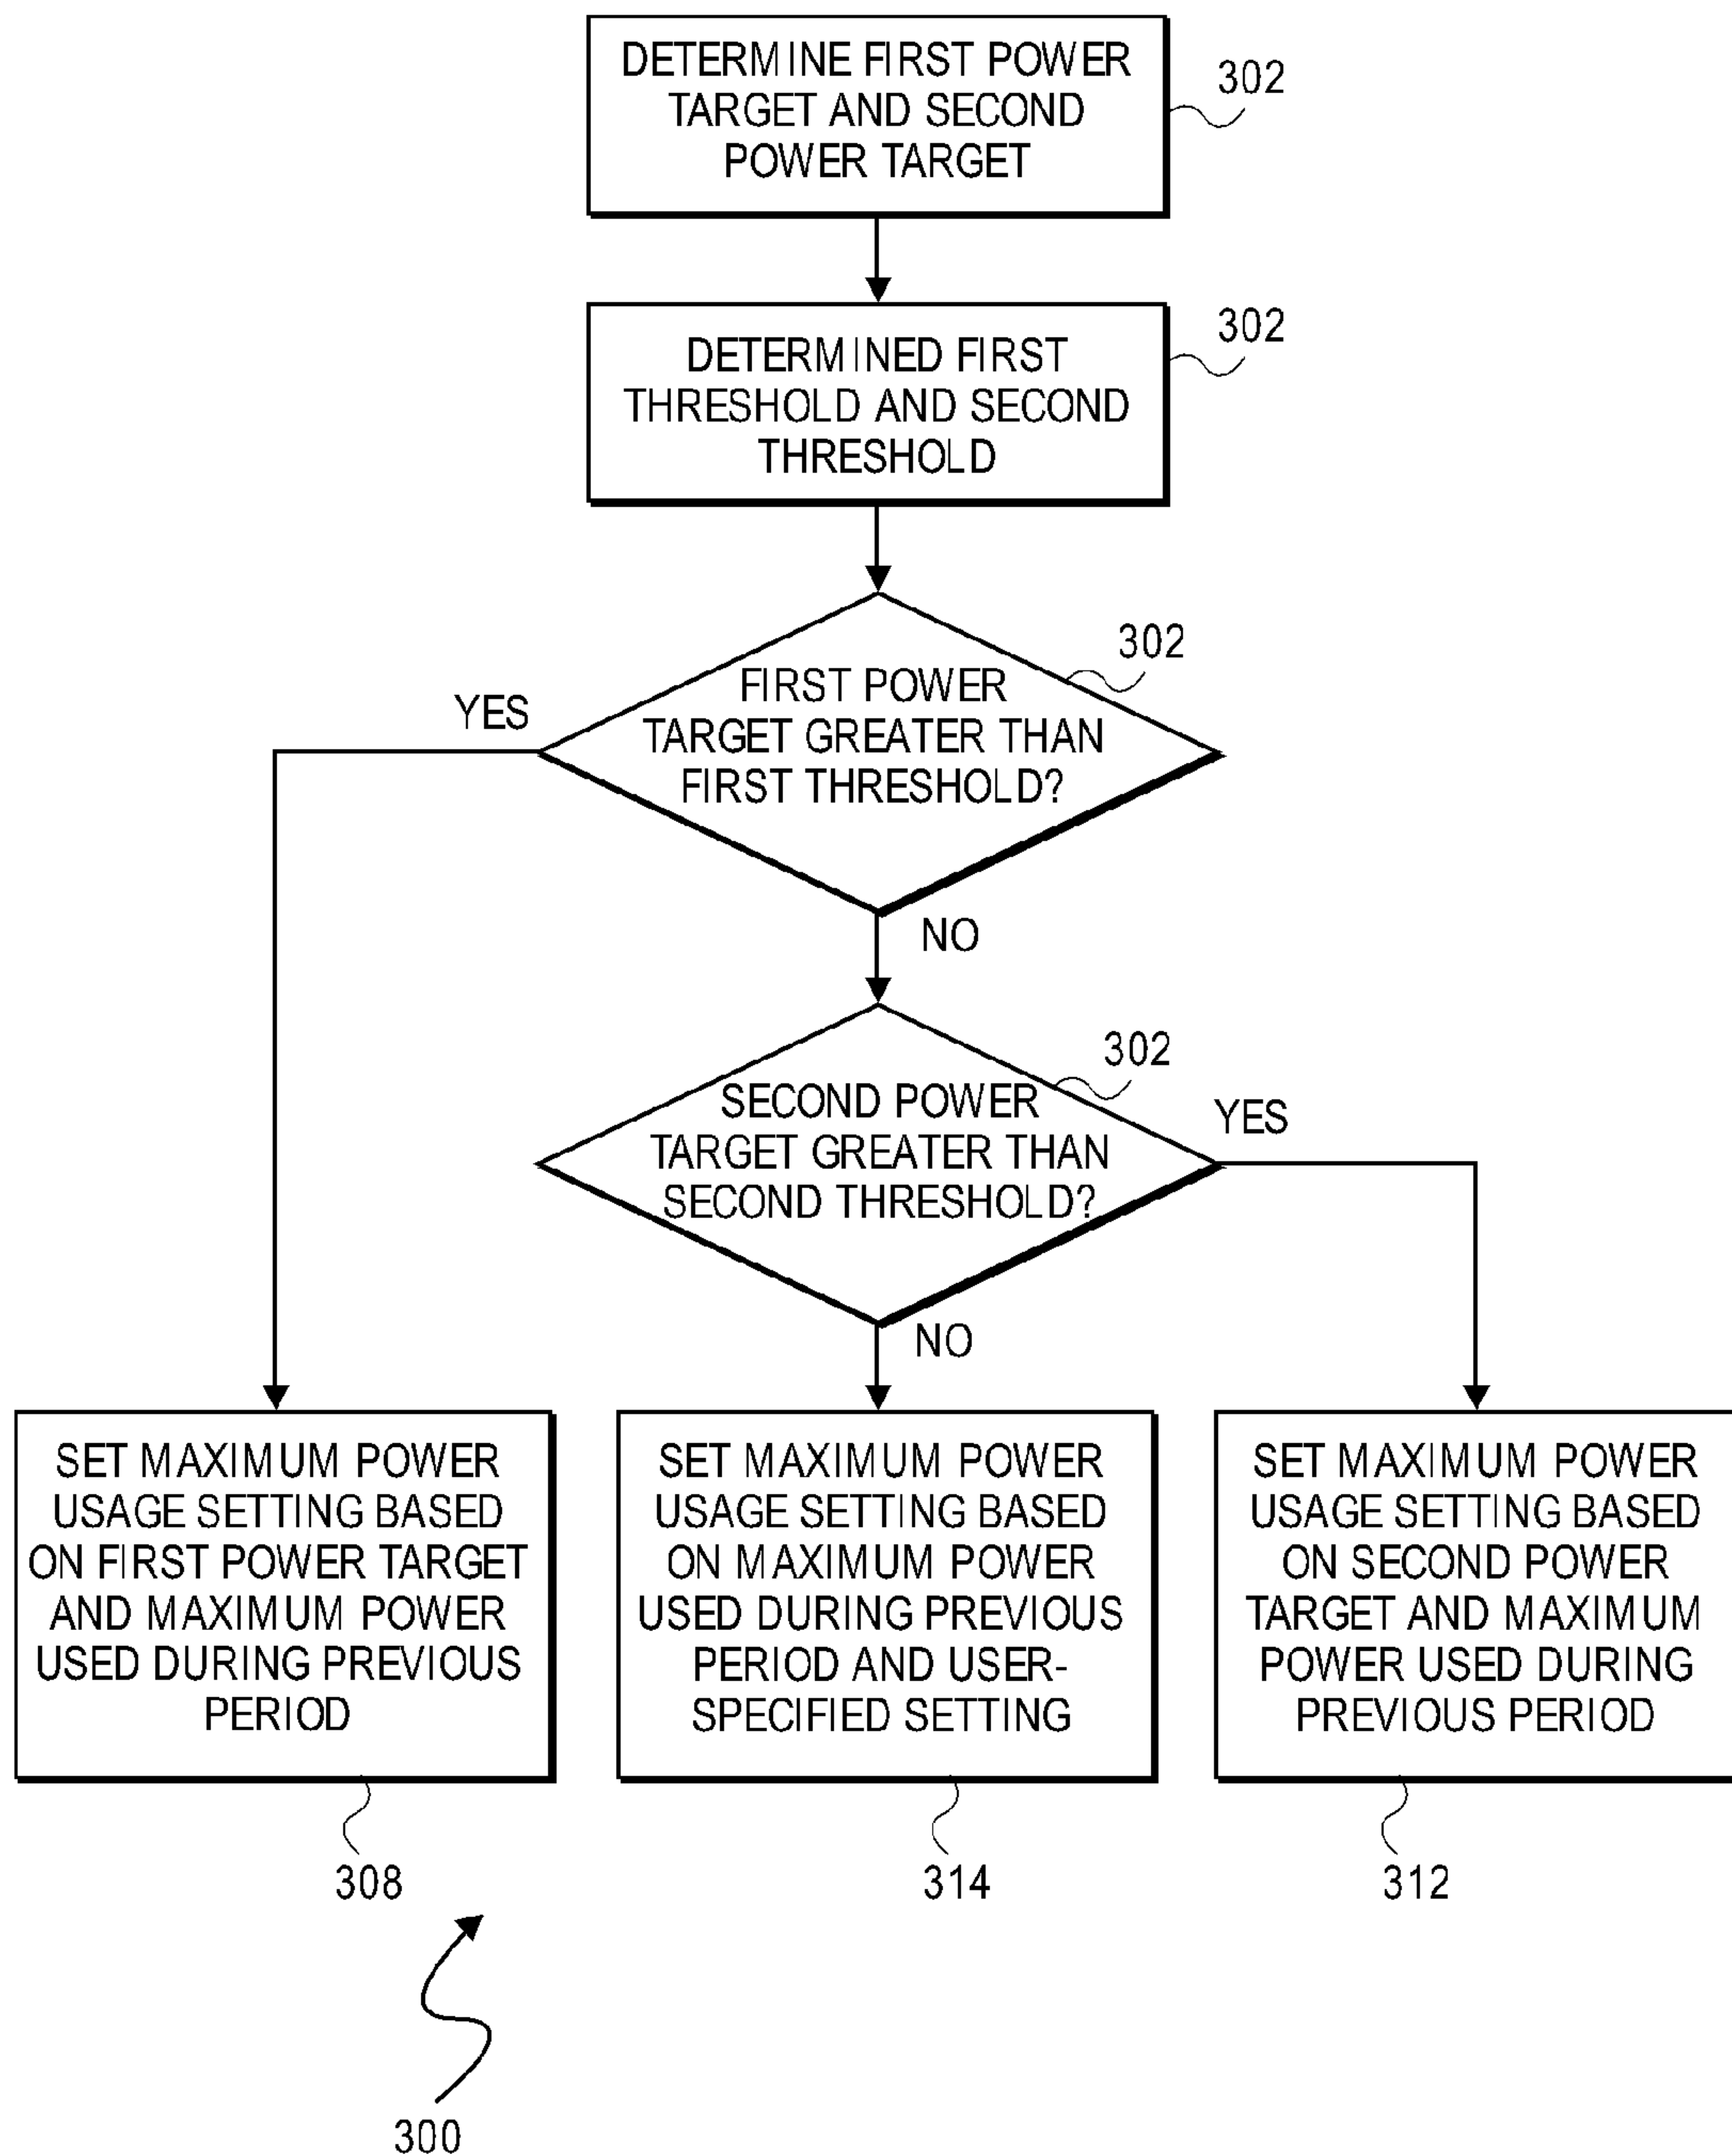 DETERMINE FIRST POWER
TARGET AND SECOND
POWER TARGET
302
DETERMINED FIRST
THRESHOLD AND SECOND
THRESHOLD
302
FIRST POWER
TARGET GREATER THAN
FIRST THRESHOLD?
302
YES
NO
SECOND POWER
TARGET GREATER THAN
SECOND THRESHOLD?
302
YES
NO
SET MAXIMUM POWER
USAGE SETTING BASED
ON FIRST POWER TARGET
AND MAXIMUM POWER
USED DURING PREVIOUS
PERIOD
308
SET MAXIMUM POWER
USAGE SETTING BASED
ON MAXIMUM POWER
USED DURING PREVIOUS
PERIOD AND USER-
SPECIFIED SETTING
314
SET MAXIMUM POWER
USAGE SETTING BASED
ON SECOND POWER
TARGET AND MAXIMUM
POWER USED DURING
PREVIOUS PERIOD
312
300